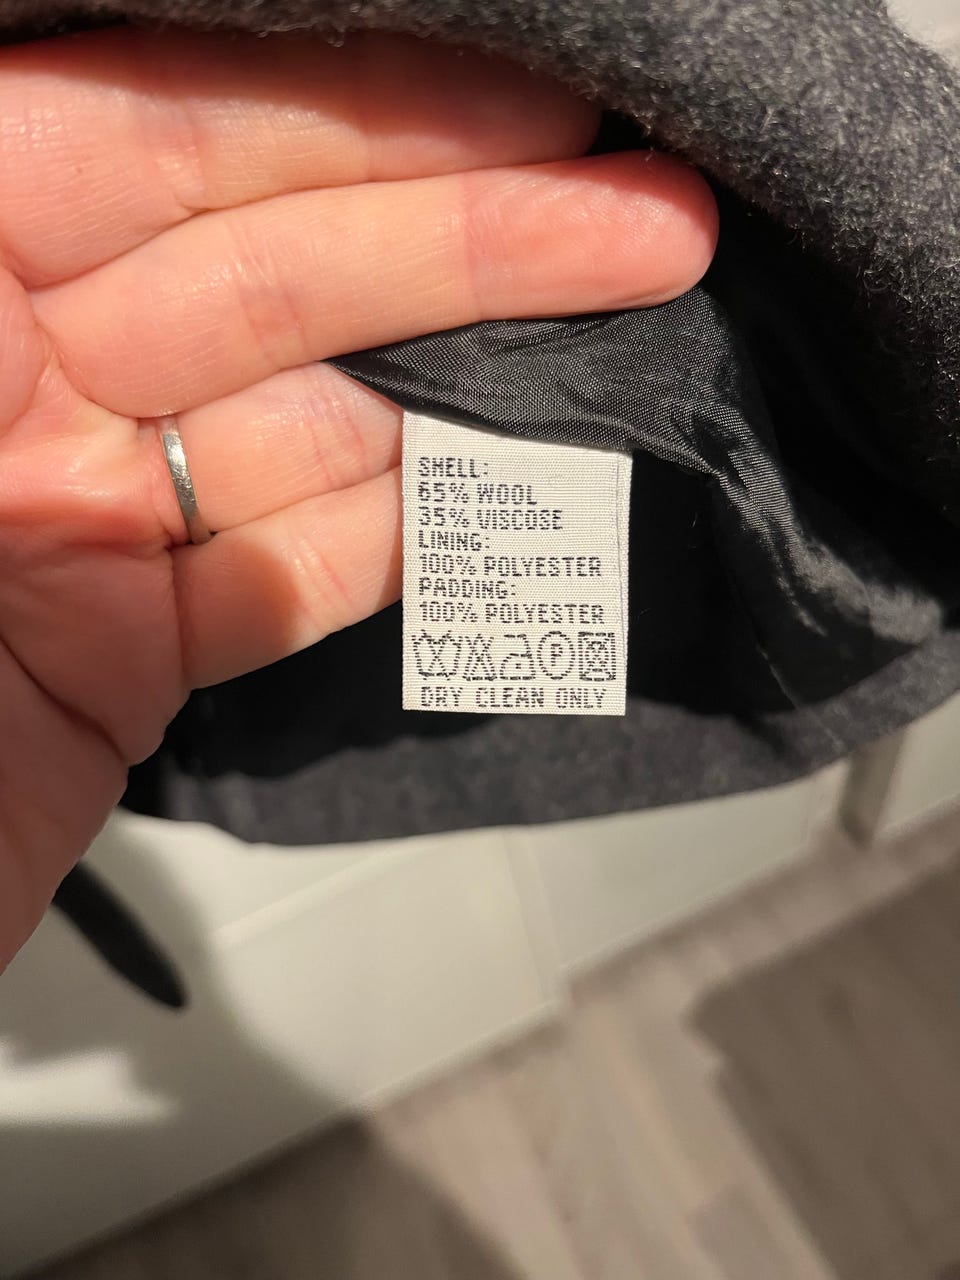 SHELL:
65% WOOL
35% VISCOSE
LINING:
100% POLYESTER
PADDING:
100% POLYESTER
P
DRY CLEAN ONLY